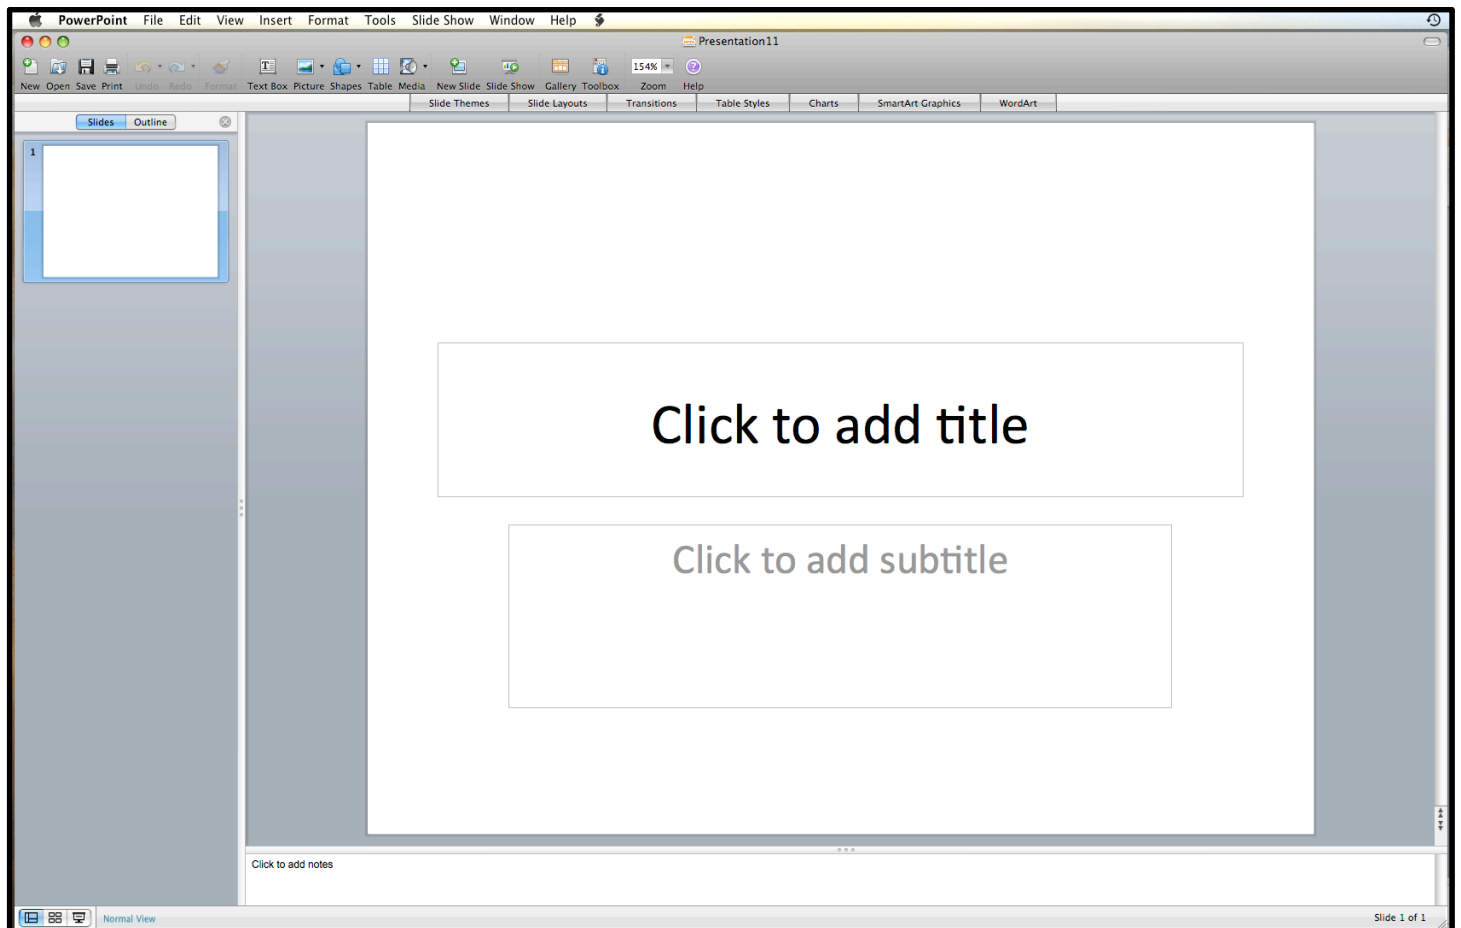 PowerPoint File Edit View Insert Format Tools Slide Show Window Help
Presentation11
154%
New Open Save Print Undo Redo Format Text Box Picture Shapes Table Media New Slide Slide Show Gallery Toolbox Zoom Help
Slide Themes Slide Layouts Transitions Table Styles Charts SmartArt Graphics WordArt
Slides Outline
1
Click to add title
Click to add subtitle
Click to add notes
Normal View Slide 1 of 1